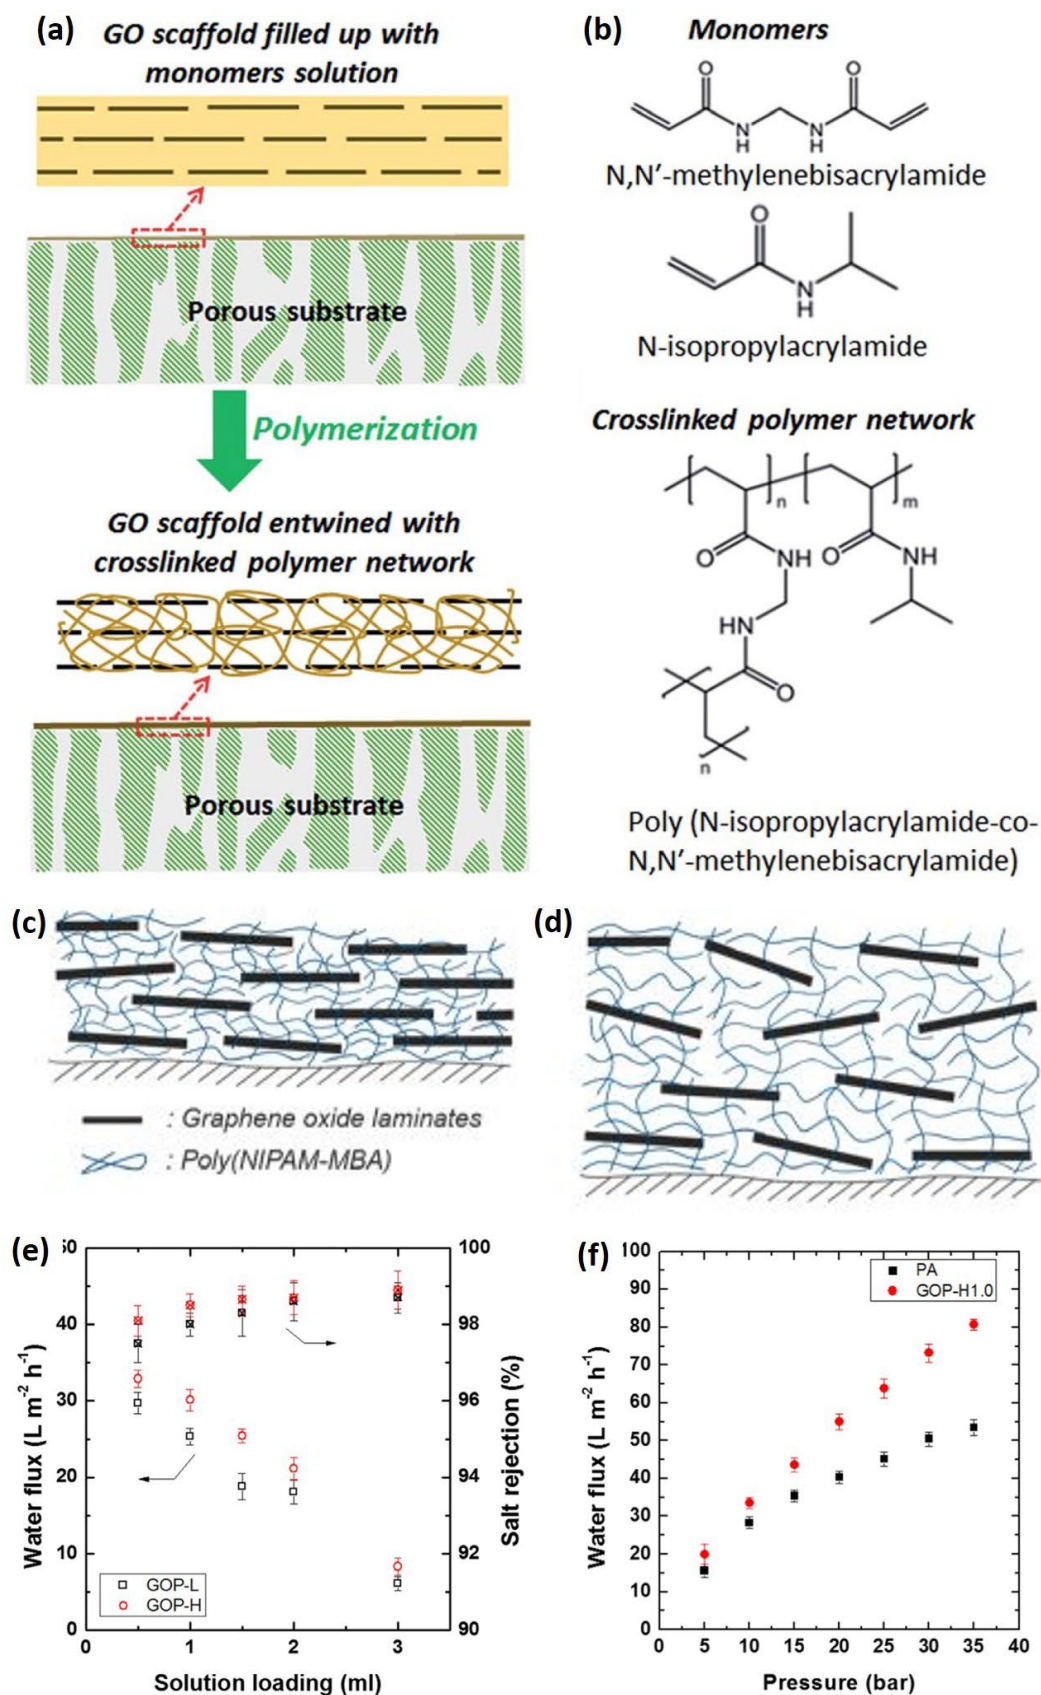 (a)
GO scaffold filled up with
monomers solution
Porous substrate
Polymerization
GO scaffold entwined with
crosslinked polymer network
Porous substrate
(b)
Monomers
O
O
N
H
N
H
N,N′-methylenebisacrylamide
O
N
H
N-isopropylacrylamide
Crosslinked polymer network
n
m
O
NH
O
NH
HN
O
n
Poly (N-isopropylacrylamide-co-
N,N′-methylenebisacrylamide)
(c)
: Graphene oxide laminates
: Poly(NIPAM-MBA)
(d)
(e)
Water flux (L m-2 h-1)
50
40
30
20
10
0
0
1
2
3
Solution loading (ml)
100
98
96
94
92
90
Salt rejection (%)
GOP-L
GOP-H
(f)
Water flux (L m-2 h-1)
100
90
80
70
60
50
40
30
20
10
0
0
5
10
15
20
25
30
35
40
Pressure (bar)
PA
GOP-H1.0